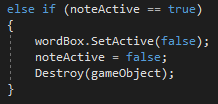 else if (noteActive == true)
{
    wordBox.SetActive(false);
    noteActive = false;
    Destroy(gameObject);
}